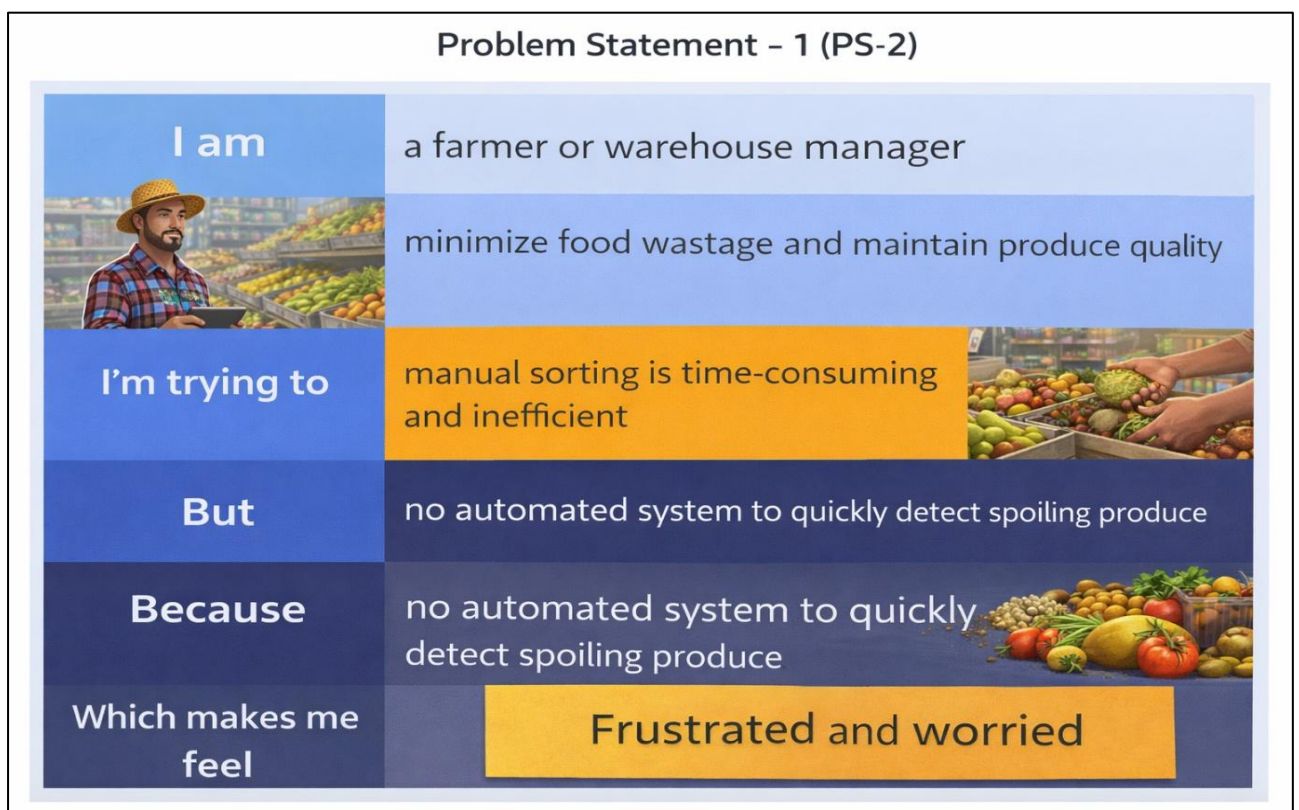 Problem Statement – 1 (PS-2)
I am
a farmer or warehouse manager
minimize food wastage and maintain produce quality
I'm trying to
manual sorting is time-consuming
and inefficient
But
no automated system to quickly detect spoiling produce
Because
no automated system to quickly
detect spoiling produce
Which makes me
feel
Frustrated and worried